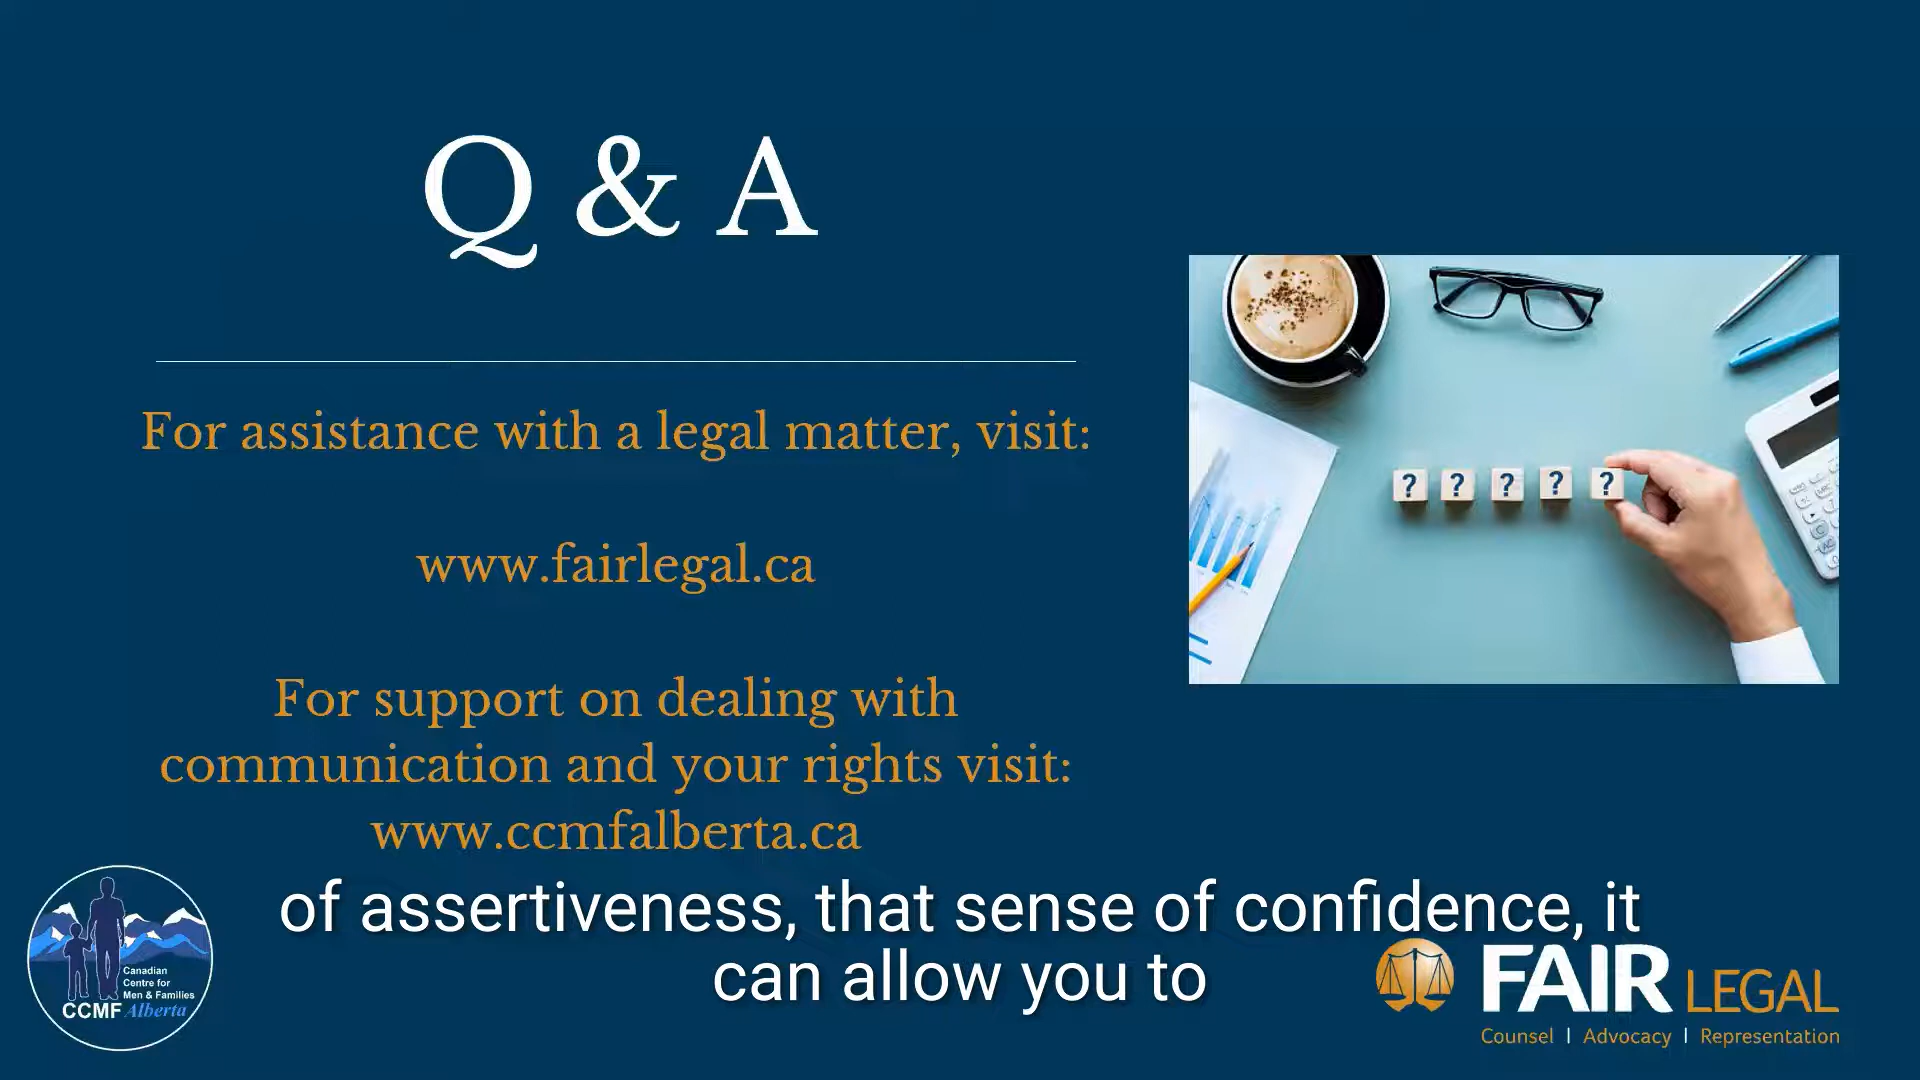 Q & A
For assistance with a legal matter, visit:
www.fairlegal.ca
For support on dealing with
communication and your rights visit:
www.ccmfalberta.ca
? ? ? ? ?
of assertiveness, that sense of confidence, it
can allow you to
Canadian
Centre for
Men & Families
CCMF Alberta
FAIR LEGAL
Counsel | Advocacy | Representation